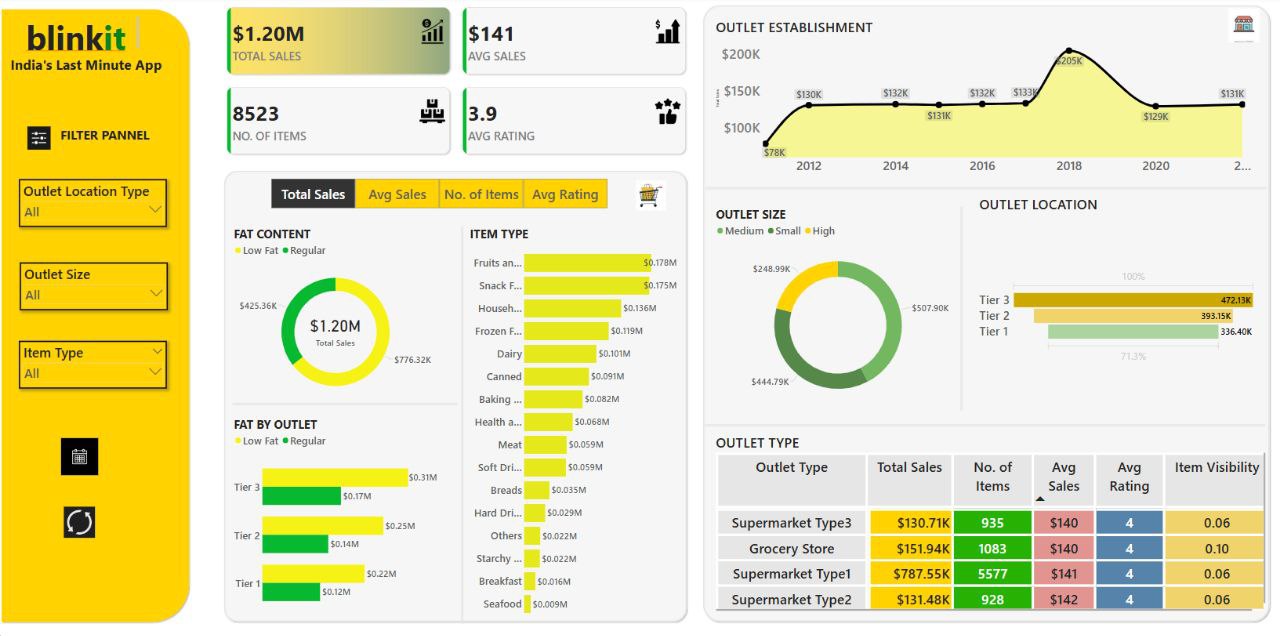 blinkit
India's Last Minute App
FILTER PANNEL
Outlet Location Type
All
Outlet Size
All
Item Type
All
$1.20M
TOTAL SALES
$141
AVG SALES
8523
NO. OF ITEMS
3.9
AVG RATING
Total Sales Avg Sales No. of Items Avg Rating
FAT CONTENT
Low Fat Regular
$425.36K
$1.20M
Total Sales
$776.32K
FAT BY OUTLET
Low Fat Regular
Tier 3 $0.31M
$0.17M
Tier 2 $0.25M
$0.14M
Tier 1 $0.22M
$0.12M
ITEM TYPE
Fruits an... $0.178M
Snack F... $0.175M
Househ... $0.136M
Frozen F... $0.119M
Dairy $0.101M
Canned $0.091M
Baking ... $0.082M
Health a... $0.068M
Meat $0.059M
Soft Dri... $0.059M
Breads $0.035M
Hard Dri... $0.029M
Others $0.022M
Starchy ... $0.022M
Breakfast $0.016M
Seafood $0.009M
OUTLET ESTABLISHMENT
$200K
$150K
$100K
$78K
$130K
$132K
$131K
$132K
$133K
$205K
$129K
$131K
2012 2014 2016 2018 2020 2...
OUTLET SIZE
Medium Small High
$248.99K
$507.90K
$444.79K
OUTLET LOCATION
100%
Tier 3 472.13K
Tier 2 393.15K
Tier 1 336.40K
71.3%
OUTLET TYPE
Outlet Type Total Sales No. of Items Avg Sales Avg Rating Item Visibility
Supermarket Type3 $130.71K 935 $140 4 0.06
Grocery Store $151.94K 1083 $140 4 0.10
Supermarket Type1 $787.55K 5577 $141 4 0.06
Supermarket Type2 $131.48K 928 $142 4 0.06